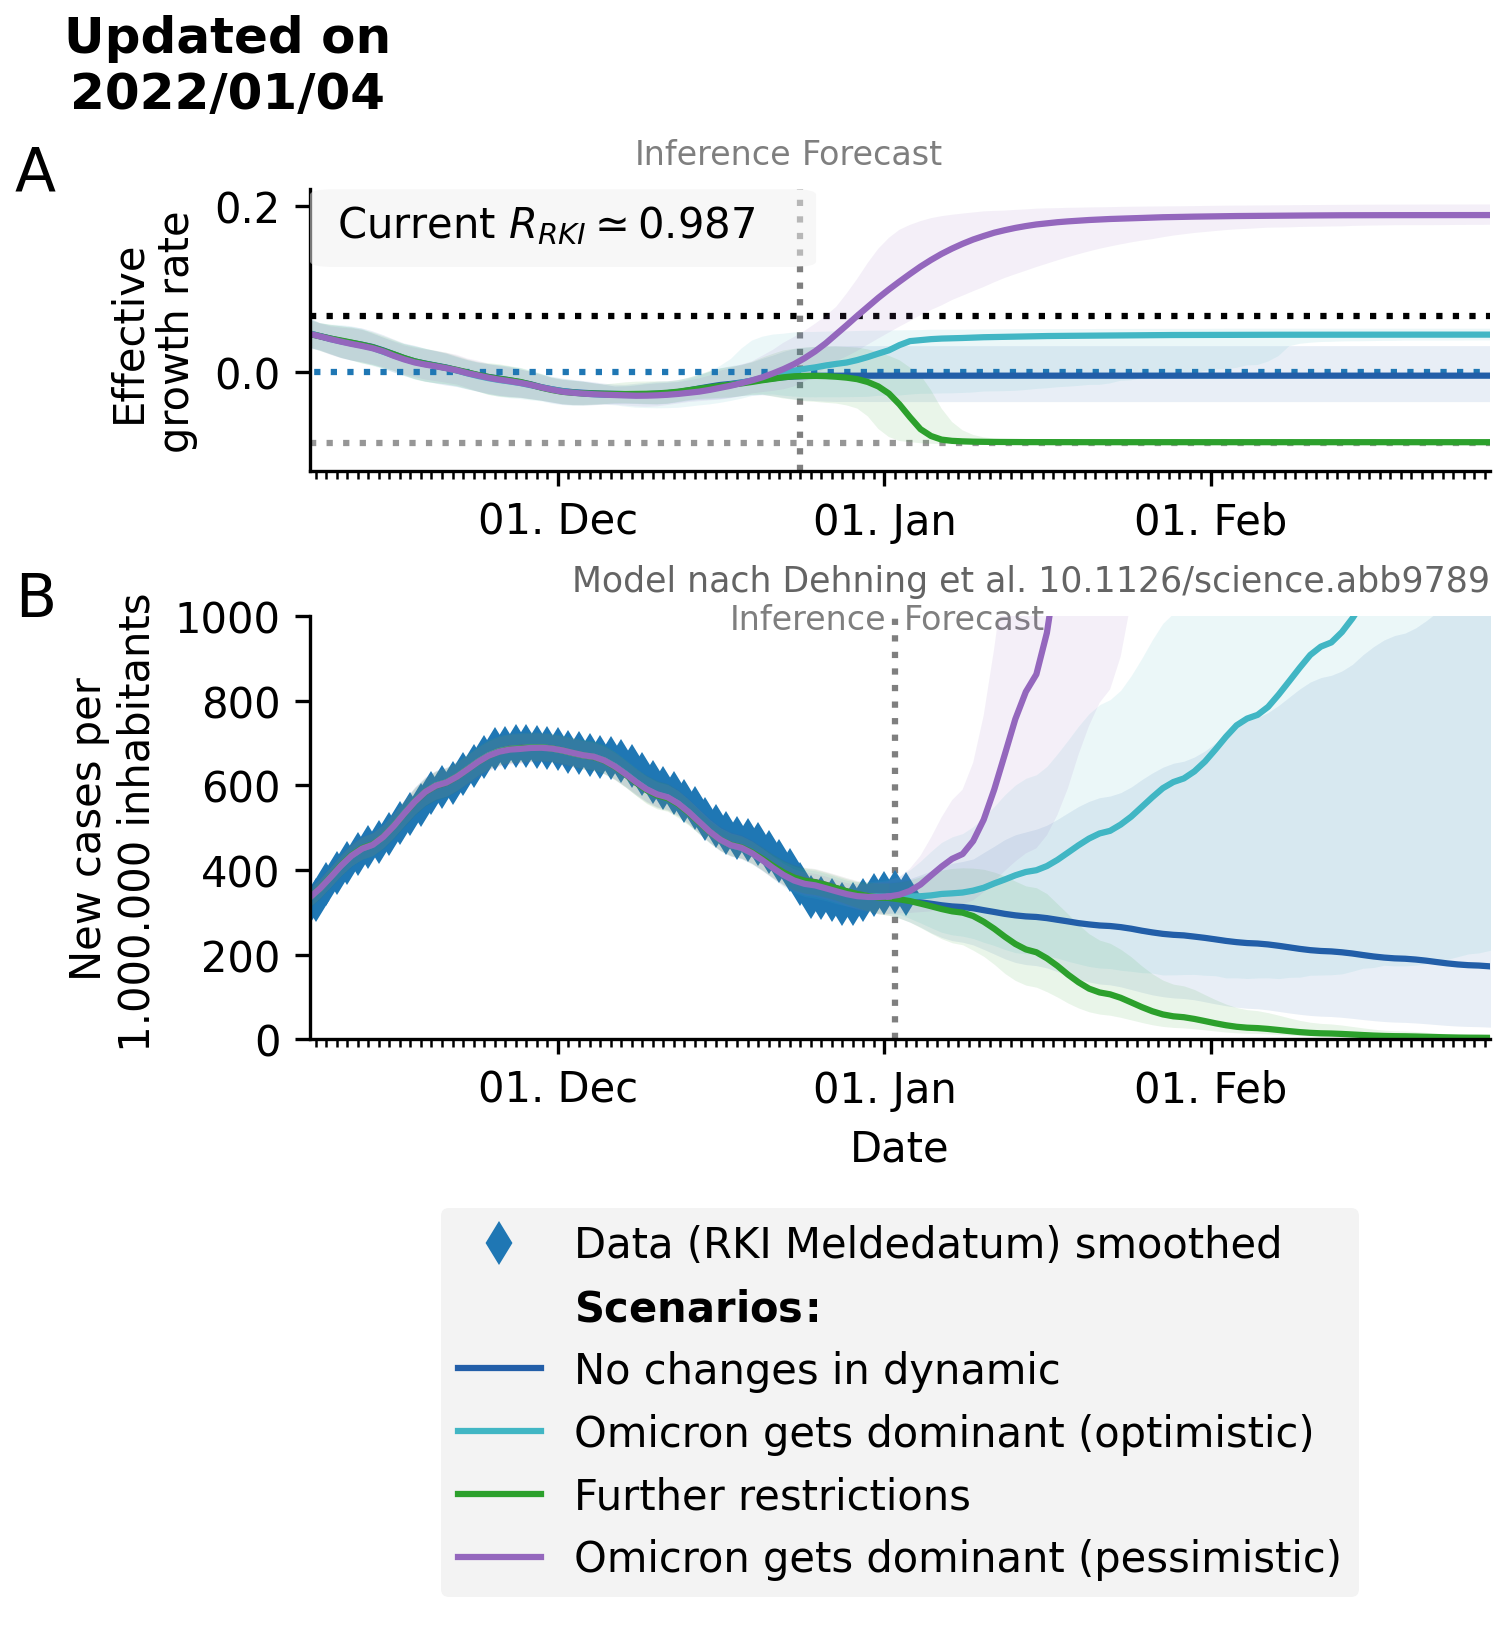 Updated on
2022/01/04
A
Inference Forecast
Current R_RKI ≃ 0.987
Effective
growth rate
0.2
0.0
01. Dec
01. Jan
01. Feb
B
Model nach Dehning et al. 10.1126/science.abb9789
Inference Forecast
New cases per
1.000.000 inhabitants
1000
800
600
400
200
0
01. Dec
01. Jan
01. Feb
Date
Data (RKI Meldedatum) smoothed
Scenarios:
No changes in dynamic
Omicron gets dominant (optimistic)
Further restrictions
Omicron gets dominant (pessimistic)